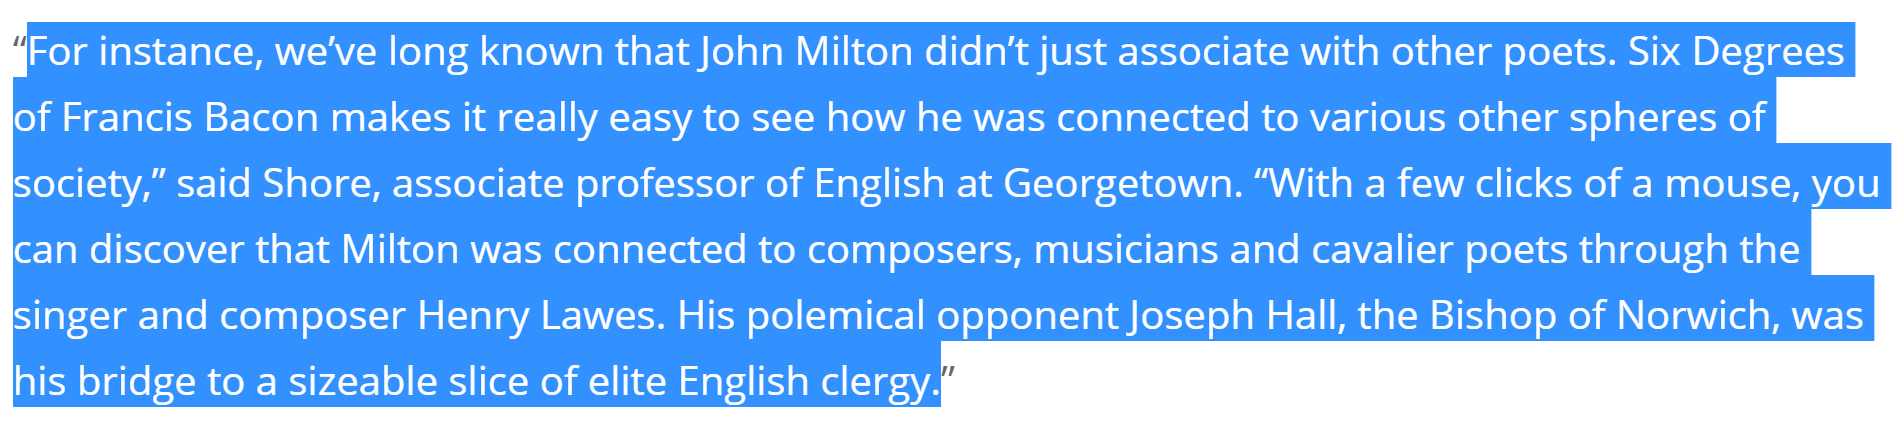 “For instance, we’ve long known that John Milton didn’t just associate with other poets. Six Degrees
of Francis Bacon makes it really easy to see how he was connected to various other spheres of
society,” said Shore, associate professor of English at Georgetown. “With a few clicks of a mouse, you
can discover that Milton was connected to composers, musicians and cavalier poets through the
singer and composer Henry Lawes. His polemical opponent Joseph Hall, the Bishop of Norwich, was
his bridge to a sizeable slice of elite English clergy.”